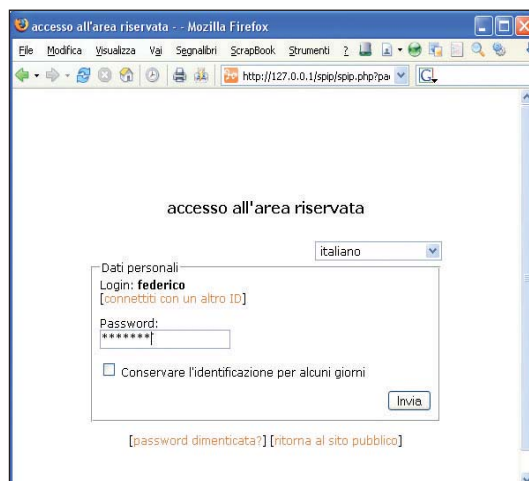 accesso all'area riservata - - Mozilla Firefox
File Modifica Visualizza Vai Segnalibri ScrapBook Strumenti ?
http://127.0.0.1/spip/spip.php?pa
G
accesso all'area riservata
italiano
Dati personali
Login: federico
[connettiti con un altro ID]
Password:
*******
Conservare l'identificazione per alcuni giorni
Invia
[password dimenticata?] [ritorna al sito pubblico]